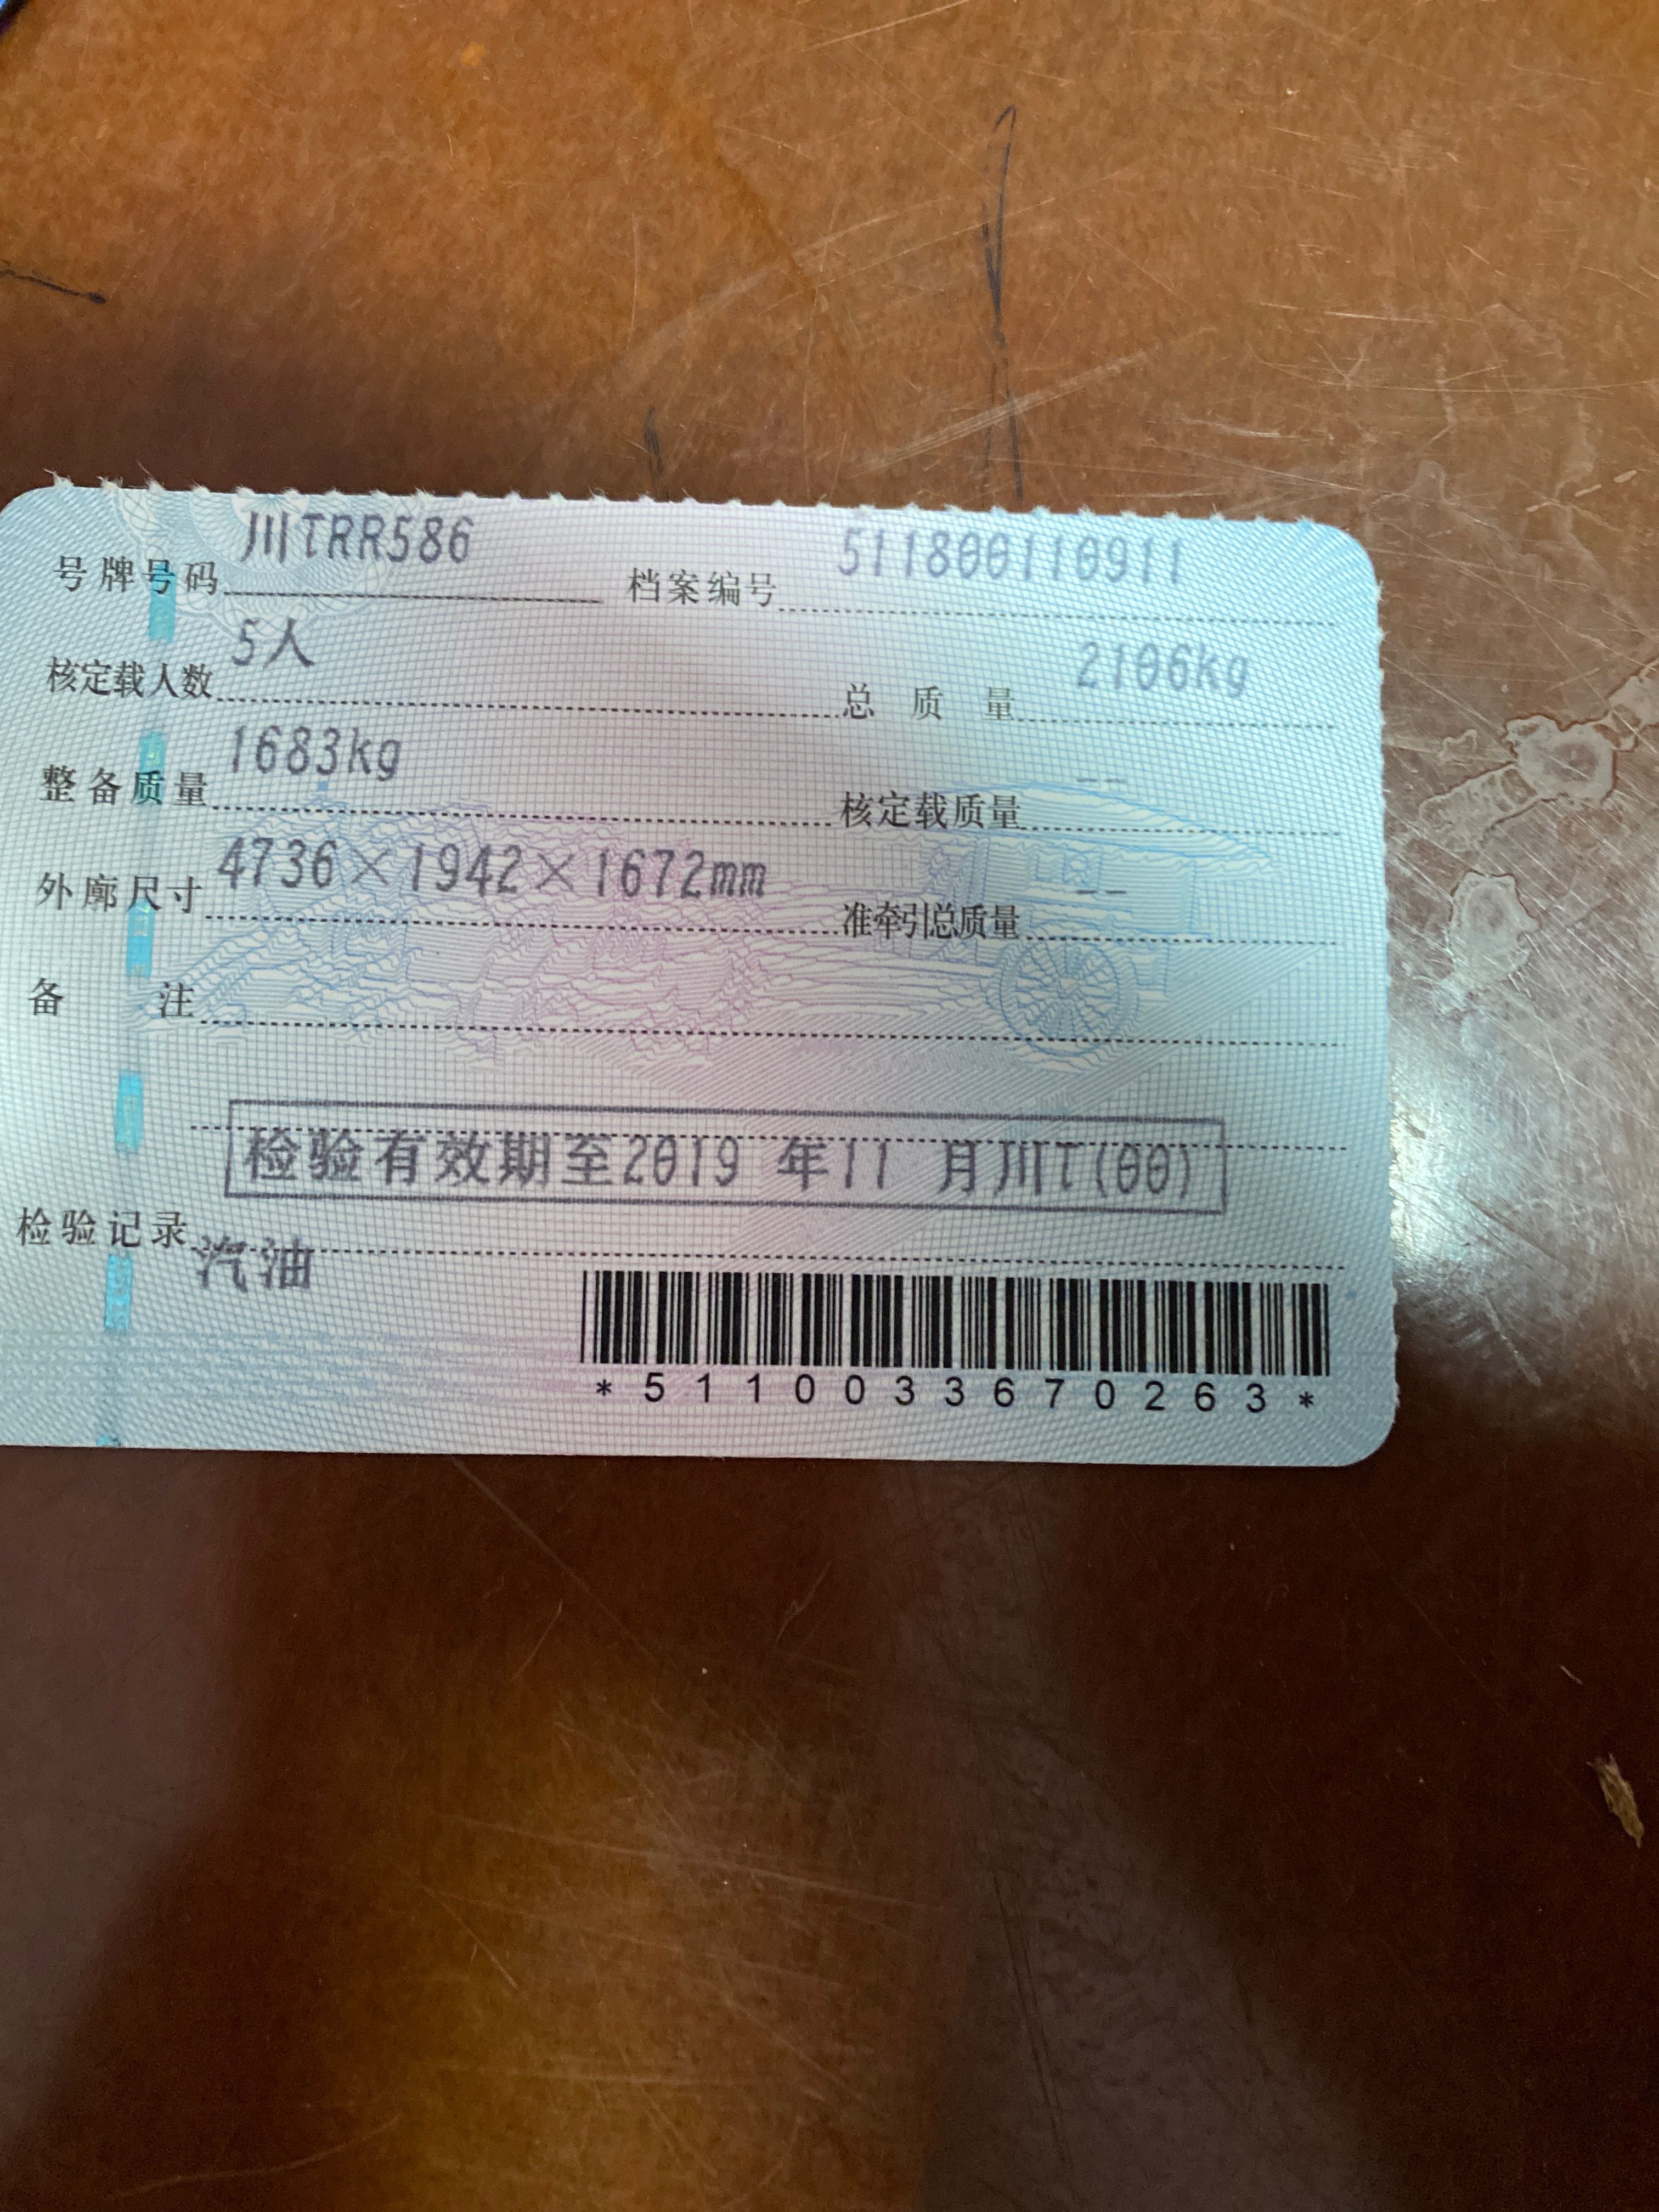 号牌号码 川TRR586 档案编号 511800110911
核定载人数 5人 总质量 2106kg
整备质量 1683kg 核定载质量 --
外廓尺寸 4736×1942×1672mm 准牵引总质量 --
备注
检验有效期至2019 年11 月川T(00)
检验记录
汽油
*5110033670263*